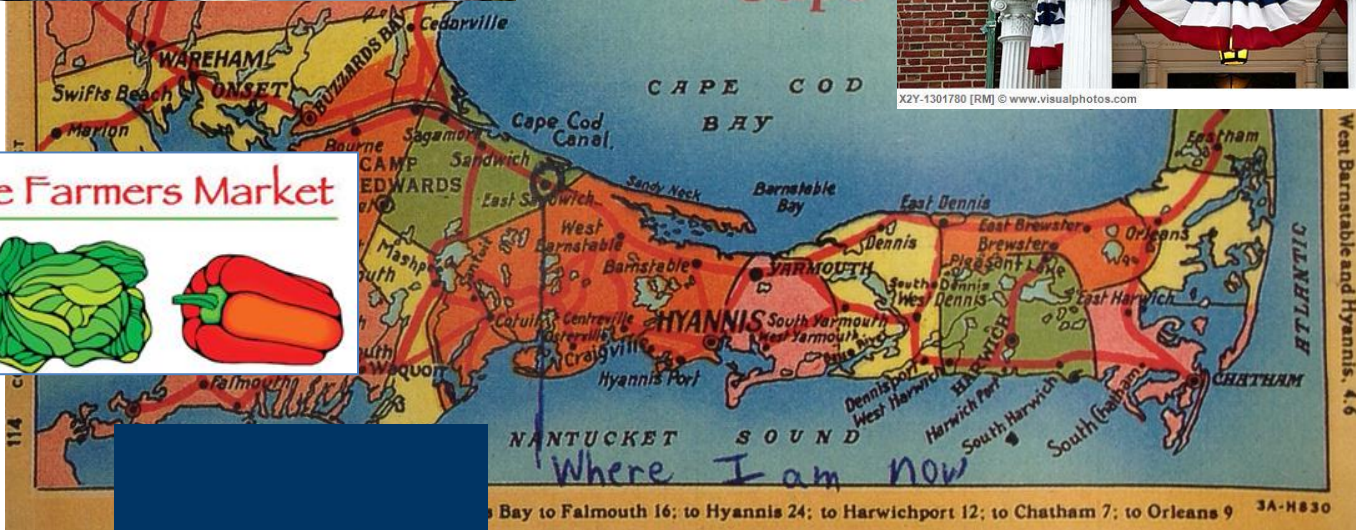 Cedarville
WAREHAM
BUZZARDS BAY
CAPE COD
BAY
X2Y-1301780 [RM] © www.visualphotos.com
Swifts Beach
ONSET
Marion
Sagamore
Cape Cod
Canal.
Bourne
CAMP
EDWARDS
Sandwich
Eastham
e Farmers Market
East Sandwich
Sandy Neck
Barnstable
Bay
East Dennis
West
Barnstable
East Brewster
Brewster
Orleans
Dennis
Mashp
Barnstable
YARMOUTH
Pleasant Lake
South Dennis
West Dennis
East Harwich
Cotuit
Centreville
Osterville
HYANNIS
South Yarmouth
West Yarmouth
Bass River
Craigville
Hyannis Port
Waquoit
Falmouth
HARWICH
Dennisport
West Harwich
Harwich Port
South Harwich
South Chatham
CHATHAM
ATLANTIC
NANTUCKET SOUND
Where I am now
Bay to Falmouth 16; to Hyannis 24; to Harwichport 12; to Chatham 7; to Orleans 9
3A-H830
114
West Barnstable and Hyannis, 4.6